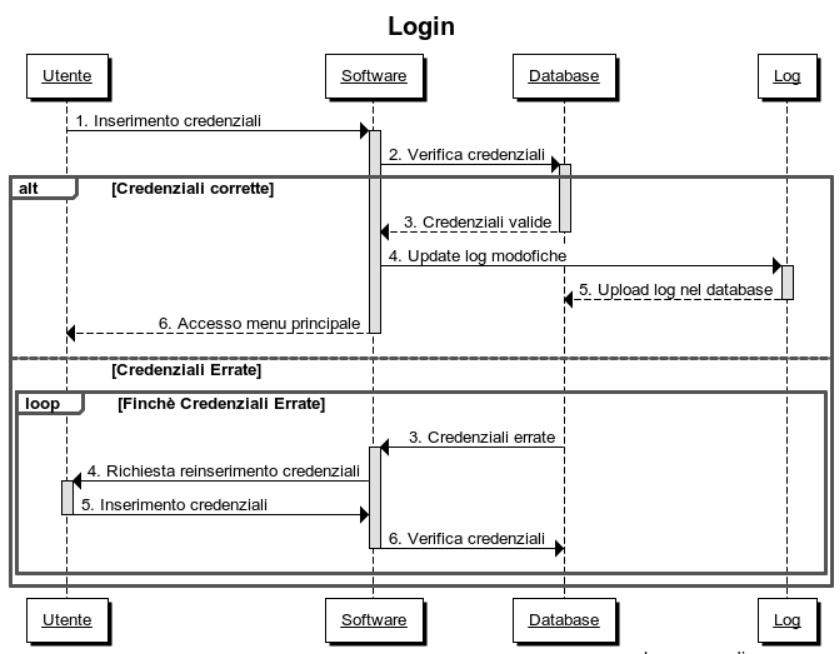 Login
Utente
Software
Database
Log
1. Inserimento credenziali
2. Verifica credenziali
alt
[Credenziali corrette]
3. Credenziali valide
4. Update log modofiche
5. Upload log nel database
6. Accesso menu principale
[Credenziali Errate]
loop
[Finchè Credenziali Errate]
3. Credenziali errate
4. Richiesta reinserimento credenziali
5. Inserimento credenziali
6. Verifica credenziali
Utente
Software
Database
Log